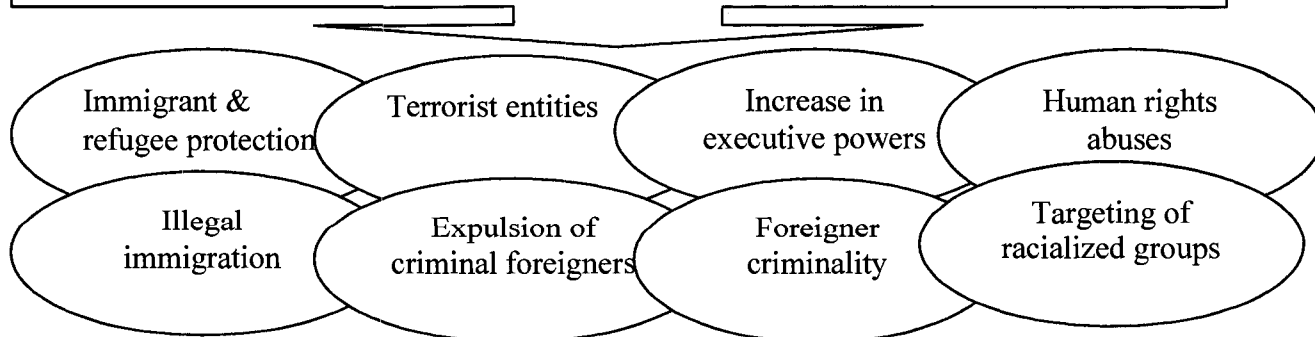 Immigrant &
refugee protection
Terrorist entities
Increase in
executive powers
Human rights
abuses
Illegal
immigration
Expulsion of
criminal foreigners
Foreigner
criminality
Targeting of
racialized groups